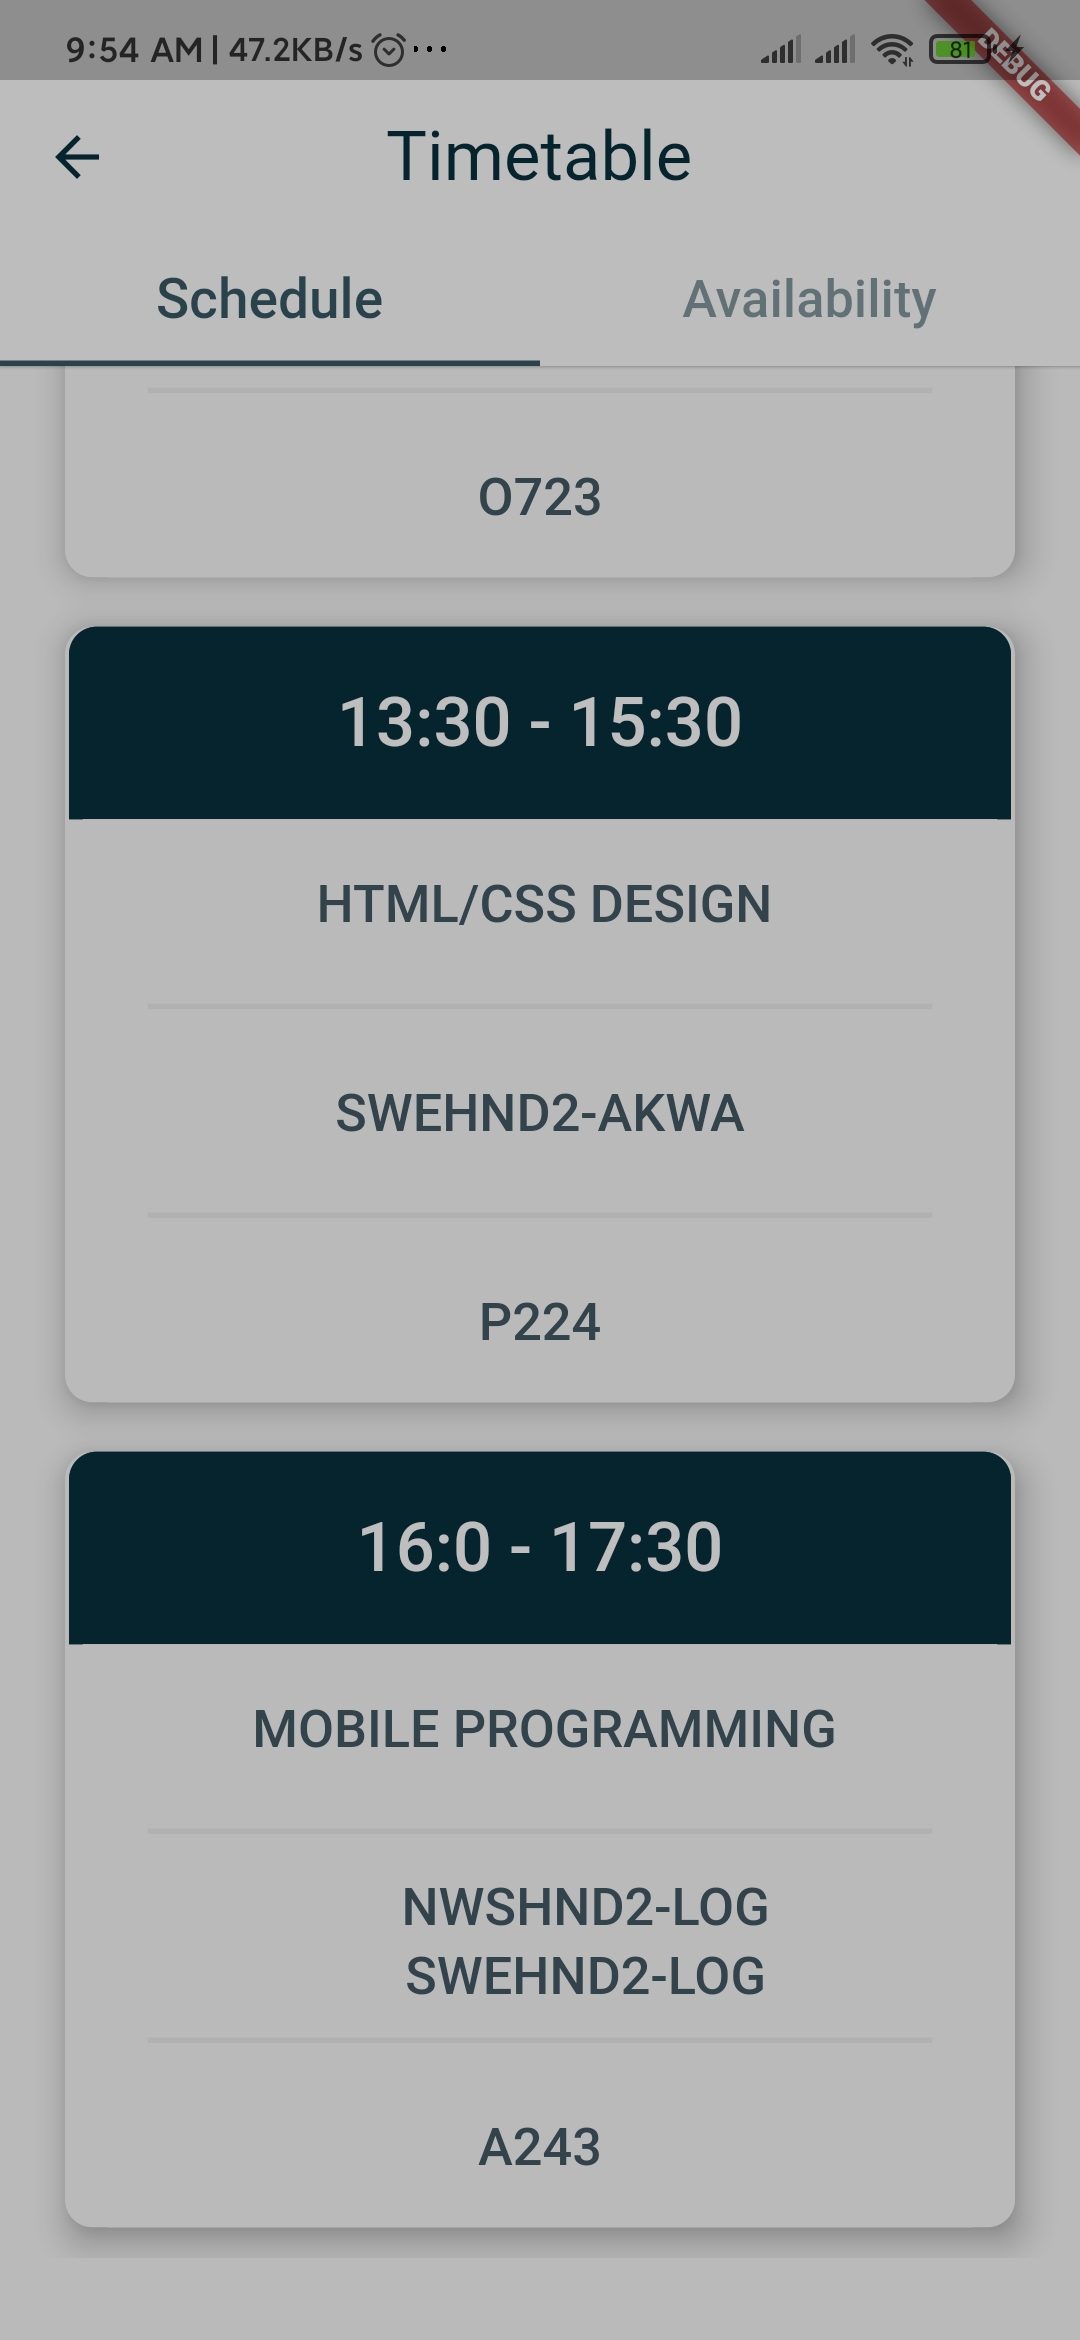 9:54 AM | 47.2KB/s ...
81
DEBUG
Timetable
Schedule
Availability
O723
13:30 - 15:30
HTML/CSS DESIGN
SWEHND2-AKWA
P224
16:0 - 17:30
MOBILE PROGRAMMING
NWSHND2-LOG
SWEHND2-LOG
A243